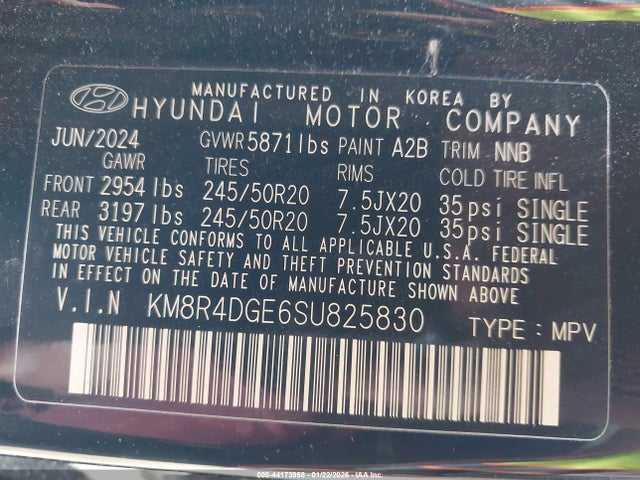 MANUFACTURED IN KOREA BY
HYUNDAI MOTOR COMPANY
JUN/2024 GVWR 5871lbs PAINT A2B TRIM NNB
GAWR TIRES RIMS COLD TIRE INFL
FRONT 2954 lbs 245/50R20 7.5JX20 35psi SINGLE
REAR 3197 lbs 245/50R20 7.5JX20 35psi SINGLE
THIS VEHICLE CONFORMS TO ALL APPLICABLE U.S.A. FEDERAL
MOTOR VEHICLE SAFETY AND THEFT PREVENTION STANDARDS
IN EFFECT ON THE DATE OF MANUFACTURE SHOWN ABOVE
V.I.N KM8R4DGE6SU825830 TYPE : MPV
000-44173958 - 01/22/2026 - IAA Inc.